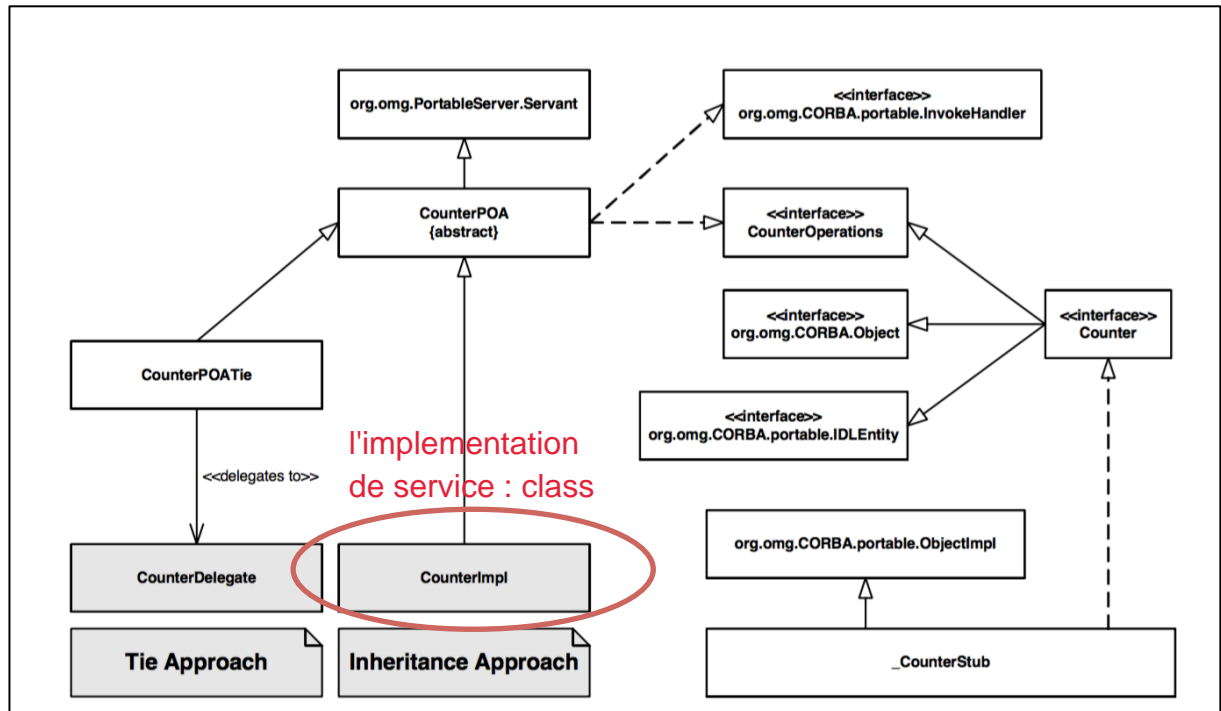 org.omg.PortableServer.Servant
<<interface>>
org.omg.CORBA.portable.InvokeHandler
CounterPOA
{abstract}
<<interface>>
CounterOperations
<<interface>>
org.omg.CORBA.Object
<<interface>>
Counter
CounterPOATie
<<interface>>
org.omg.CORBA.portable.IDLEntity
<<delegates to>>
l'implementation
de service : class
org.omg.CORBA.portable.ObjectImpl
CounterDelegate
CounterImpl
Tie Approach
Inheritance Approach
_CounterStub